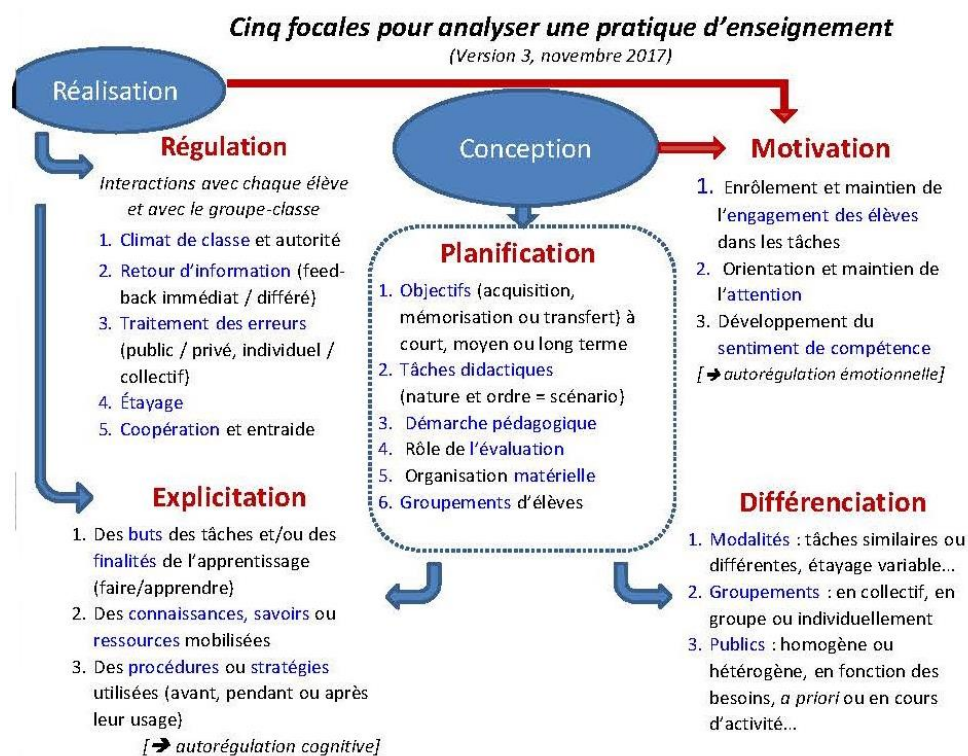 Cinq focales pour analyser une pratique d'enseignement
(Version 3, novembre 2017)
Réalisation
Conception
Régulation
Interactions avec chaque élève
et avec le groupe-classe
1. Climat de classe et autorité
2. Retour d'information (feed-
back immédiat / différé)
3. Traitement des erreurs
(public / privé, individuel /
collectif)
4. Étayage
5. Coopération et entraide
Planification
1. Objectifs (acquisition,
mémorisation ou transfert) à
court, moyen ou long terme
2. Tâches didactiques
(nature et ordre = scénario)
3. Démarche pédagogique
4. Rôle de l'évaluation
5. Organisation matérielle
6. Groupements d'élèves
Motivation
1. Enrôlement et maintien de
l'engagement des élèves
dans les tâches
2. Orientation et maintien de
l'attention
3. Développement du
sentiment de compétence
[➔ autorégulation émotionnelle]
Explicitation
1. Des buts des tâches et/ou des
finalités de l'apprentissage
(faire/apprendre)
2. Des connaissances, savoirs ou
ressources mobilisées
3. Des procédures ou stratégies
utilisées (avant, pendant ou après
leur usage)
[➔ autorégulation cognitive]
Différenciation
1. Modalités : tâches similaires ou
différentes, étayage variable...
2. Groupements : en collectif, en
groupe ou individuellement
3. Publics : homogène ou
hétérogène, en fonction des
besoins, a priori ou en cours
d'activité...